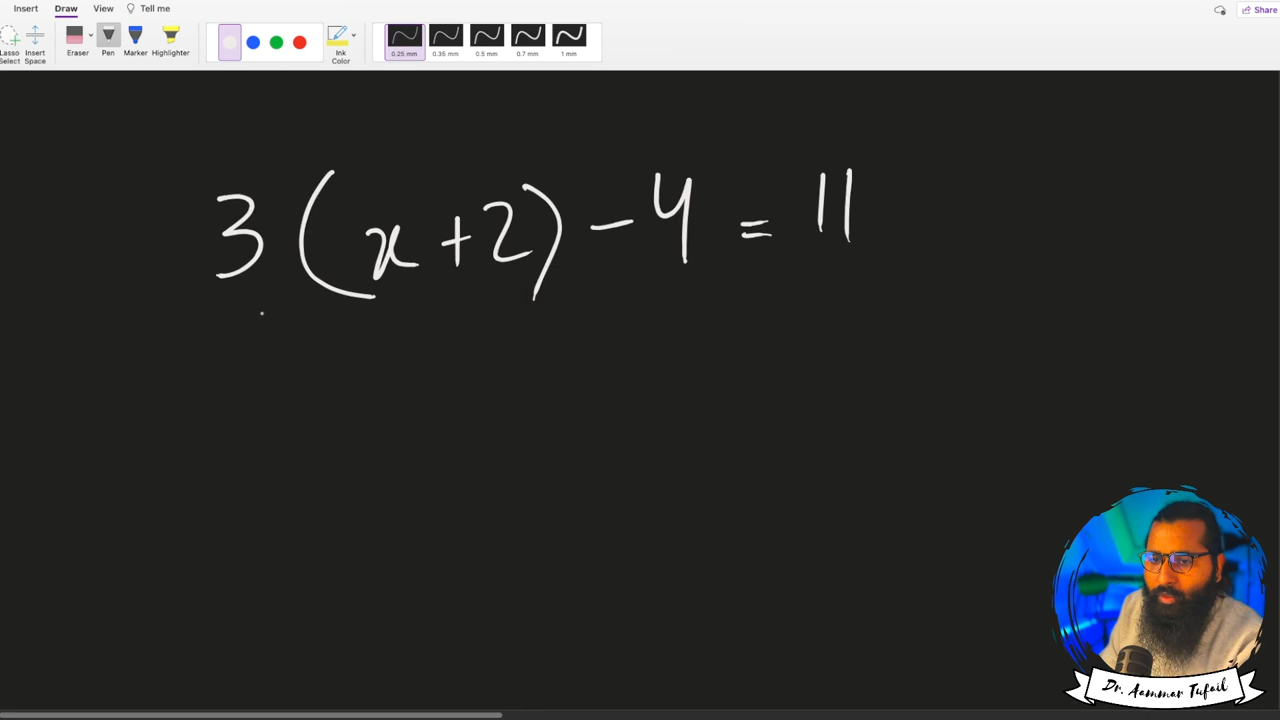 Insert Draw View Tell me Share
Lasso Select Insert Space Eraser Pen Marker Highlighter Ink Color 0.25 mm 0.35 mm 0.5 mm 0.7 mm 1 mm
3(x+2)-4=11
Dr. Aammar Tufail